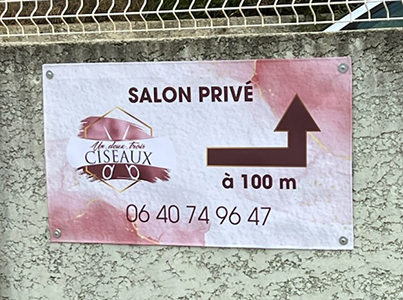 SALON PRIVÉ
Un, deux, Trois
CISEAUX
à 100 m
06 40 74 96 47